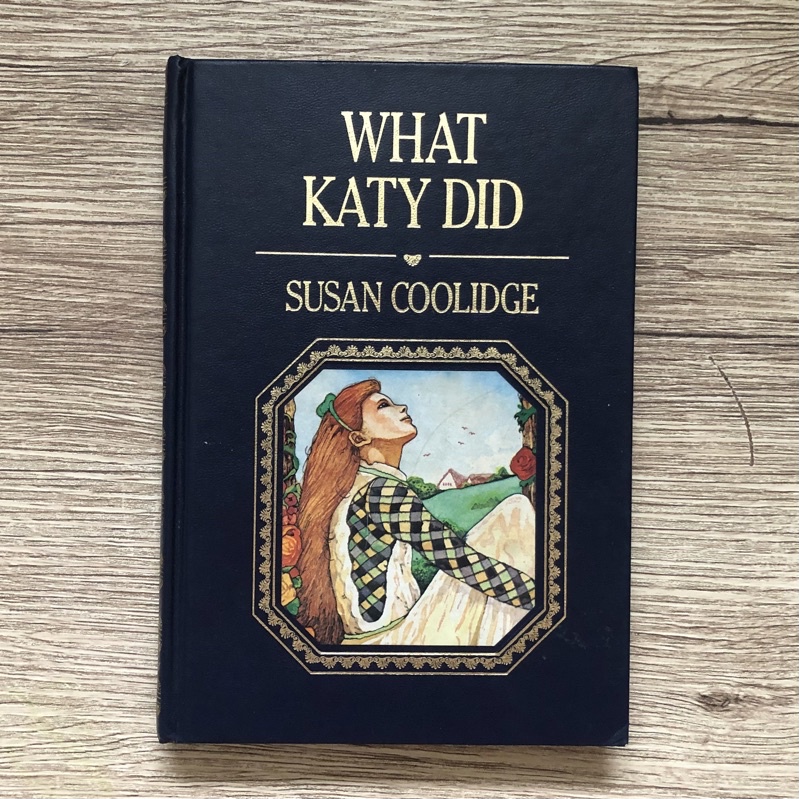 WHAT
KATY DID
SUSAN COOLIDGE